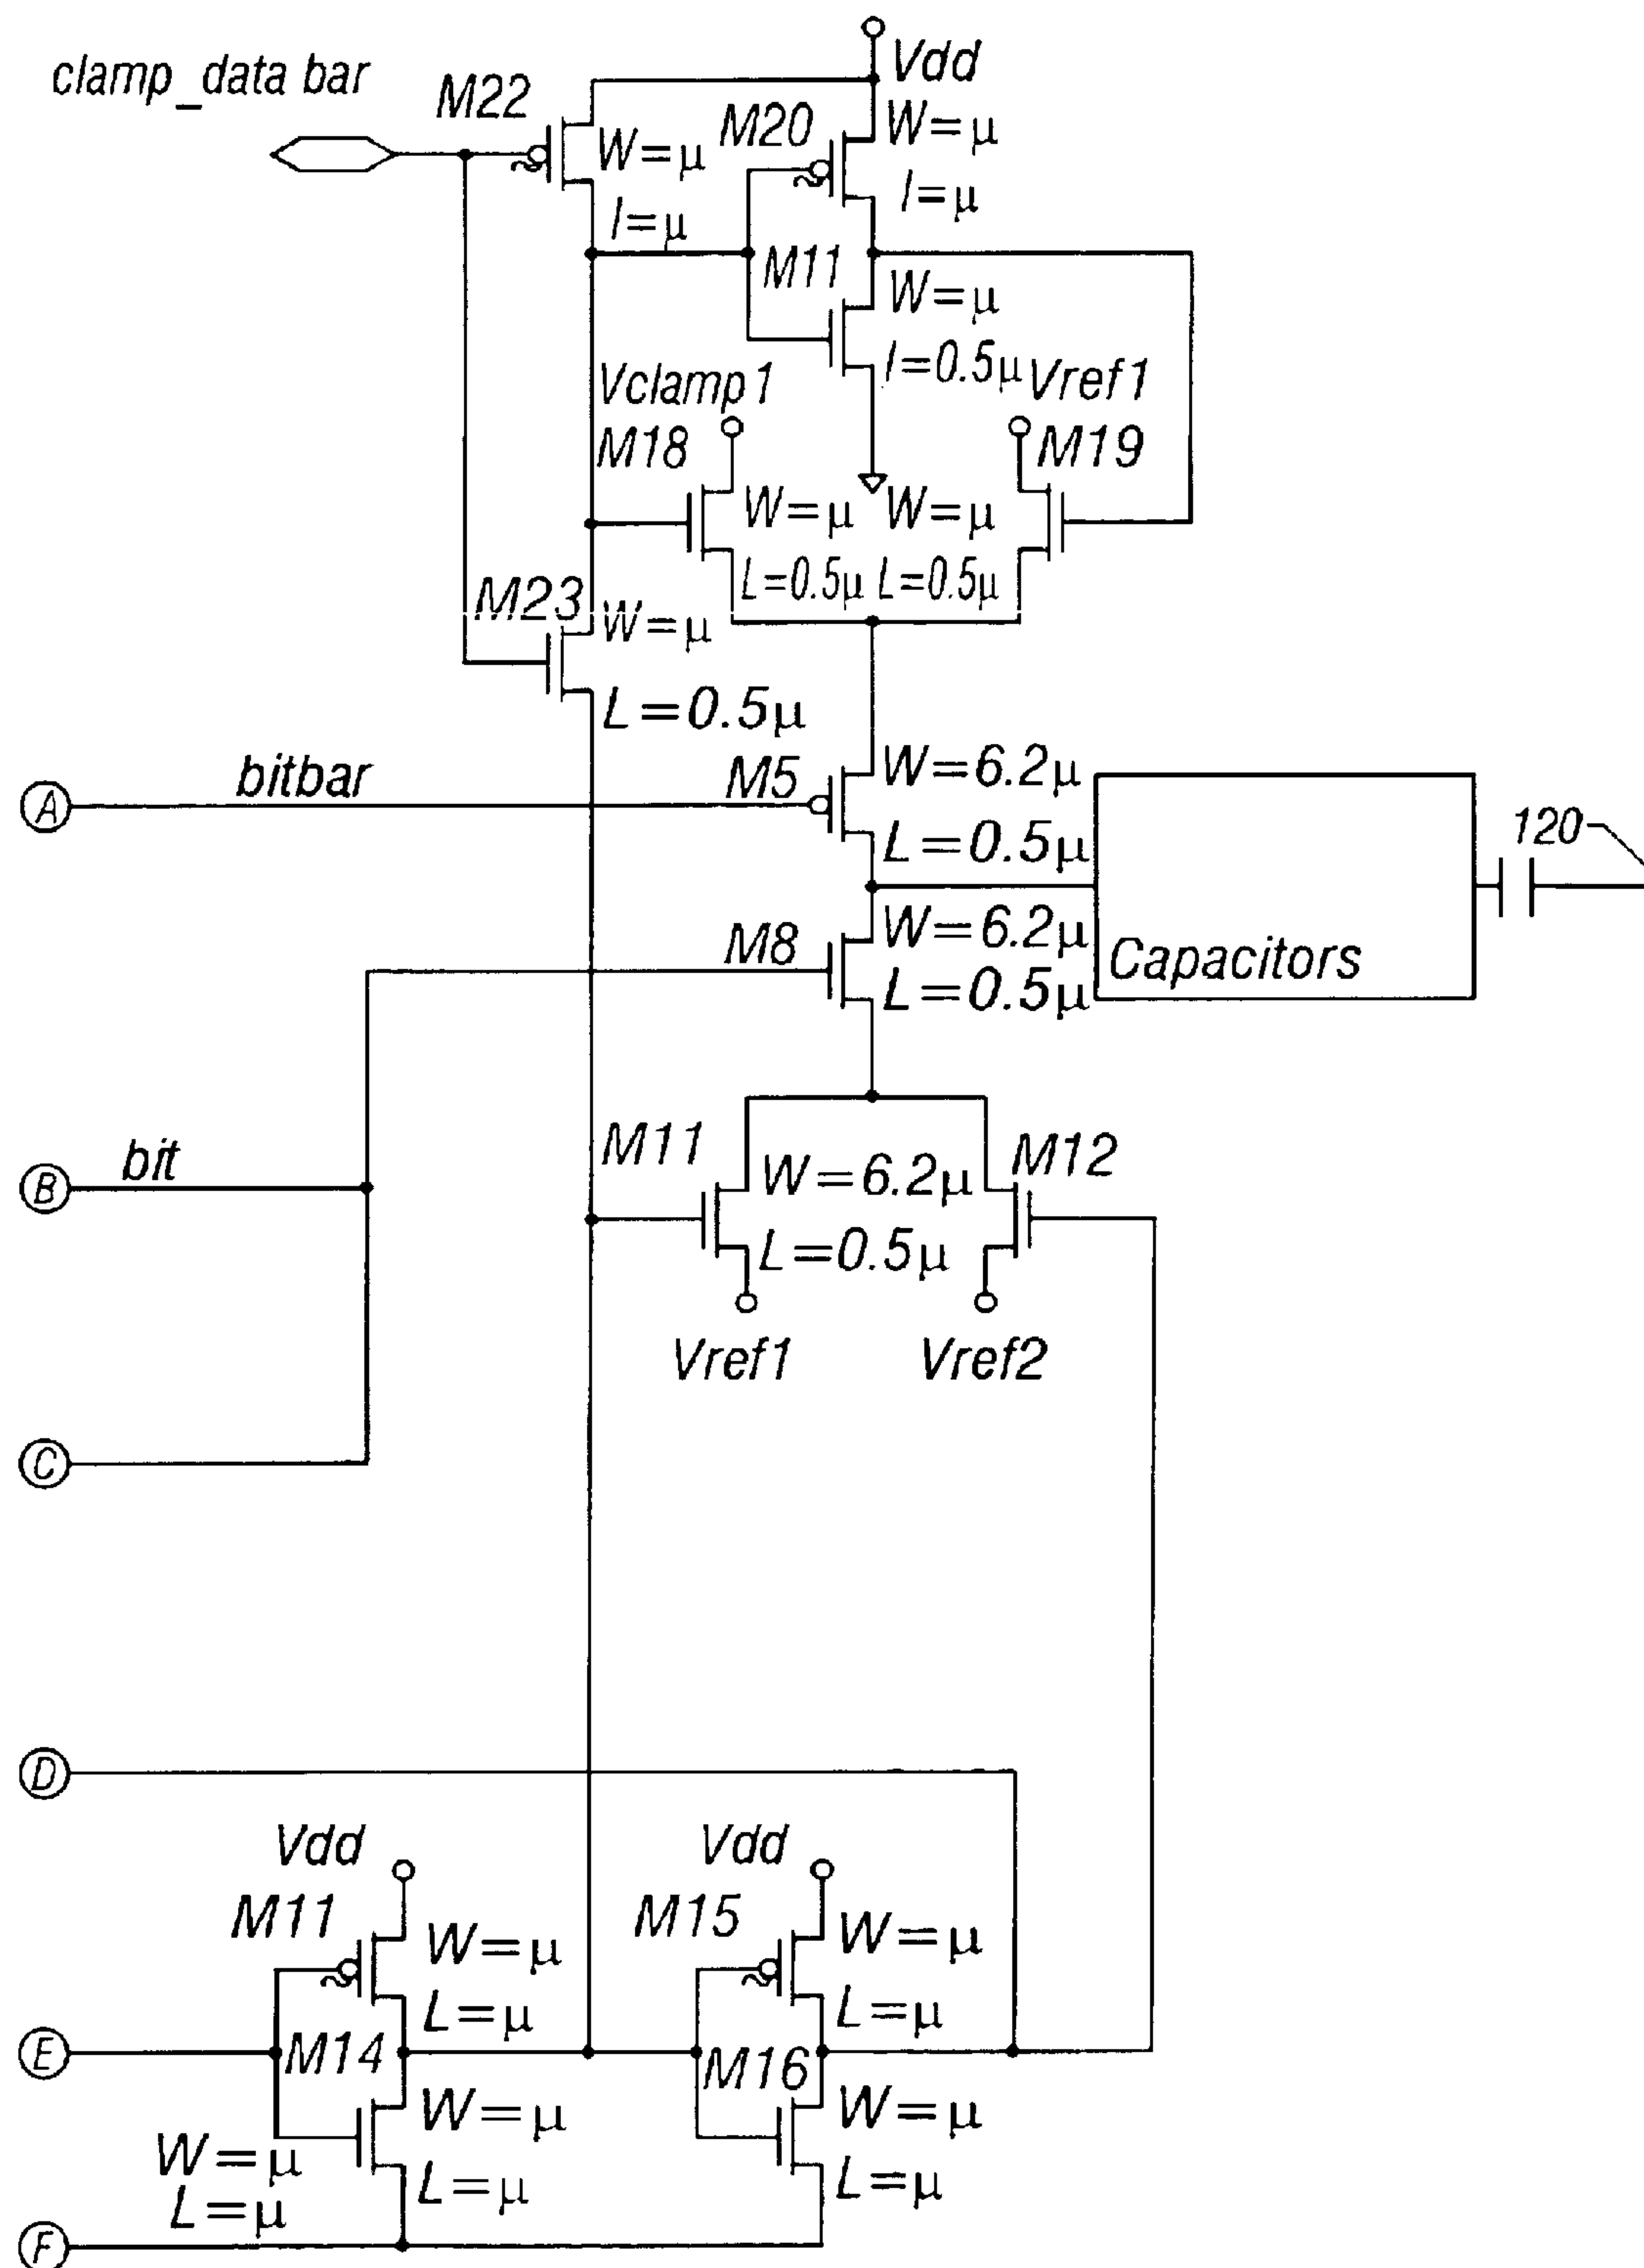 Vdd
clamp_data bar
M22
M20
W=μ
W=μ
l=μ
l=μ
M11
W=μ
l=0.5μ
Vclamp1
Vref1
M18
M19
W=μ
W=μ
L=0.5μ
L=0.5μ
M23
W=μ
L=0.5μ
bitbar
M5
W=6.2μ
A
L=0.5μ
120
M8
W=6.2μ
Capacitors
L=0.5μ
M11
M12
bit
W=6.2μ
B
L=0.5μ
Vref1
Vref2
C
D
Vdd
Vdd
M11
M15
W=μ
W=μ
L=μ
L=μ
E
M14
M16
W=μ
W=μ
W=μ
L=μ
L=μ
L=μ
F